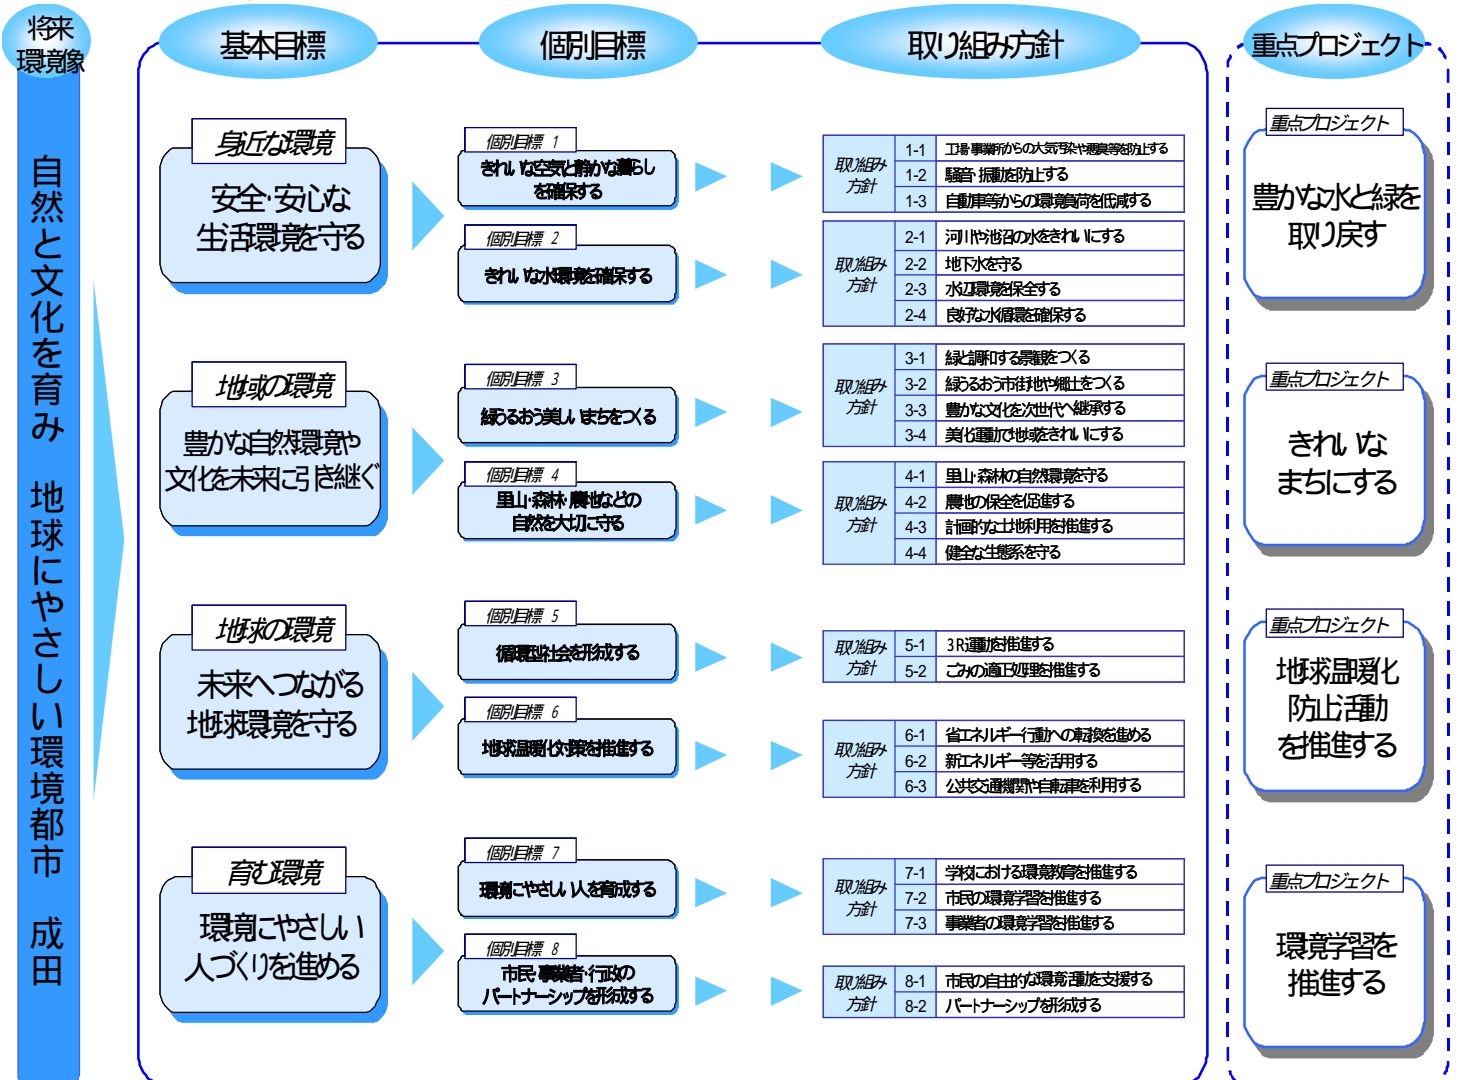 将来
環境像
基本目標
個別目標
取り組み方針
重点プロジェクト
自然と文化を育み 地球にやさしい環境都市 成田
身近な環境
安全・安心な
生活環境を守る
個別目標 1
きれいな空気と静かな暮らし
を確保する
取り組み
方針
1-1 工場・事業所からの大気汚染や悪臭等を防止する
1-2 騒音・振動を防止する
1-3 自動車等からの環境負荷を低減する
個別目標 2
きれいな水環境を確保する
取り組み
方針
2-1 河川や池沼の水をきれいにする
2-2 地下水を守る
2-3 水辺環境を保全する
2-4 良好な水循環を確保する
地域の環境
豊かな自然環境や
文化を未来に引き継ぐ
個別目標 3
緑うるおう美しいまちをつくる
取り組み
方針
3-1 緑と調和する景観をつくる
3-2 緑うるおう市街地や郷土をつくる
3-3 豊かな文化を次世代へ継承する
3-4 美化運動で地域をきれいにする
個別目標 4
里山・森林・農地などの
自然を大切に守る
取り組み
方針
4-1 里山・森林の自然環境を守る
4-2 農地の保全を促進する
4-3 計画的な土地利用を推進する
4-4 健全な生態系を守る
地球の環境
未来へつながる
地球環境を守る
個別目標 5
循環型社会を形成する
取り組み
方針
5-1 3R運動を推進する
5-2 ごみの適正処理を推進する
個別目標 6
地球温暖化対策を推進する
取り組み
方針
6-1 省エネルギー行動への転換を進める
6-2 新エネルギー等を活用する
6-3 公共交通機関や自転車を利用する
育む環境
環境にやさしい
人づくりを進める
個別目標 7
環境にやさしい人を育成する
取り組み
方針
7-1 学校における環境教育を推進する
7-2 市民の環境学習を推進する
7-3 事業者の環境学習を推進する
個別目標 8
市民・事業者・行政の
パートナーシップを形成する
取り組み
方針
8-1 市民の自主的な環境活動を支援する
8-2 パートナーシップを形成する
重点プロジェクト
豊かな水と緑を
取り戻す
重点プロジェクト
きれいな
まちにする
重点プロジェクト
地球温暖化
防止活動
を推進する
重点プロジェクト
環境学習を
推進する